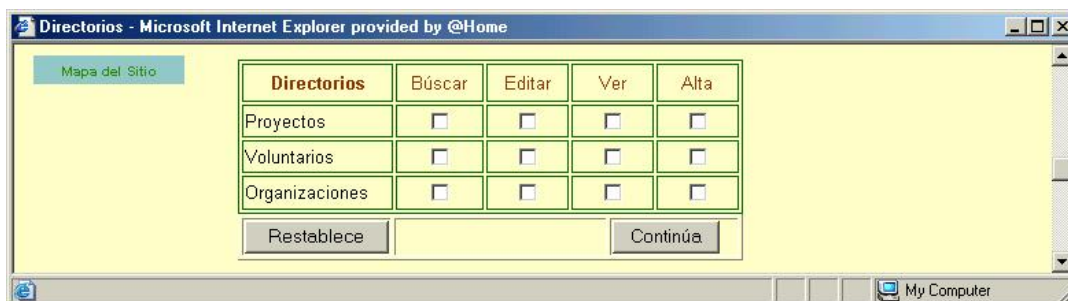 Directorios - Microsoft Internet Explorer provided by @Home
Mapa del Sitio
Directorios Búscar Editar Ver Alta
Proyectos
Voluntarios
Organizaciones
Restablece Continúa
My Computer